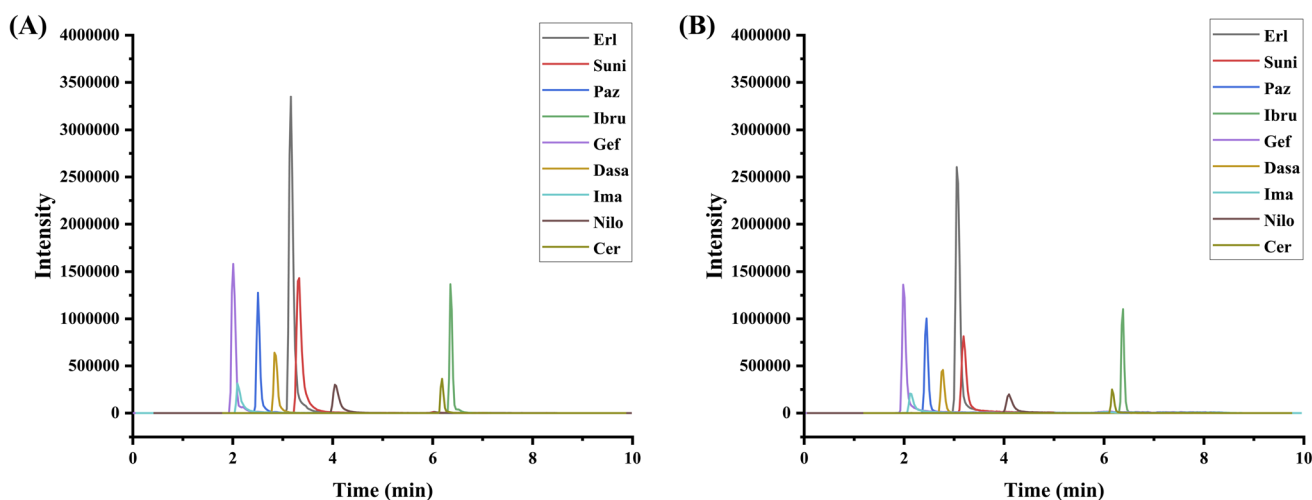 (A)
4000000
3500000
3000000
2500000
2000000
1500000
1000000
500000
0
Intensity
0 2 4 6 8 10
Time (min)
Erl
Suni
Paz
Ibru
Gef
Dasa
Ima
Nilo
Cer
(B)
4000000
3500000
3000000
2500000
2000000
1500000
1000000
500000
0
Intensity
0 2 4 6 8 10
Time (min)
Erl
Suni
Paz
Ibru
Gef
Dasa
Ima
Nilo
Cer